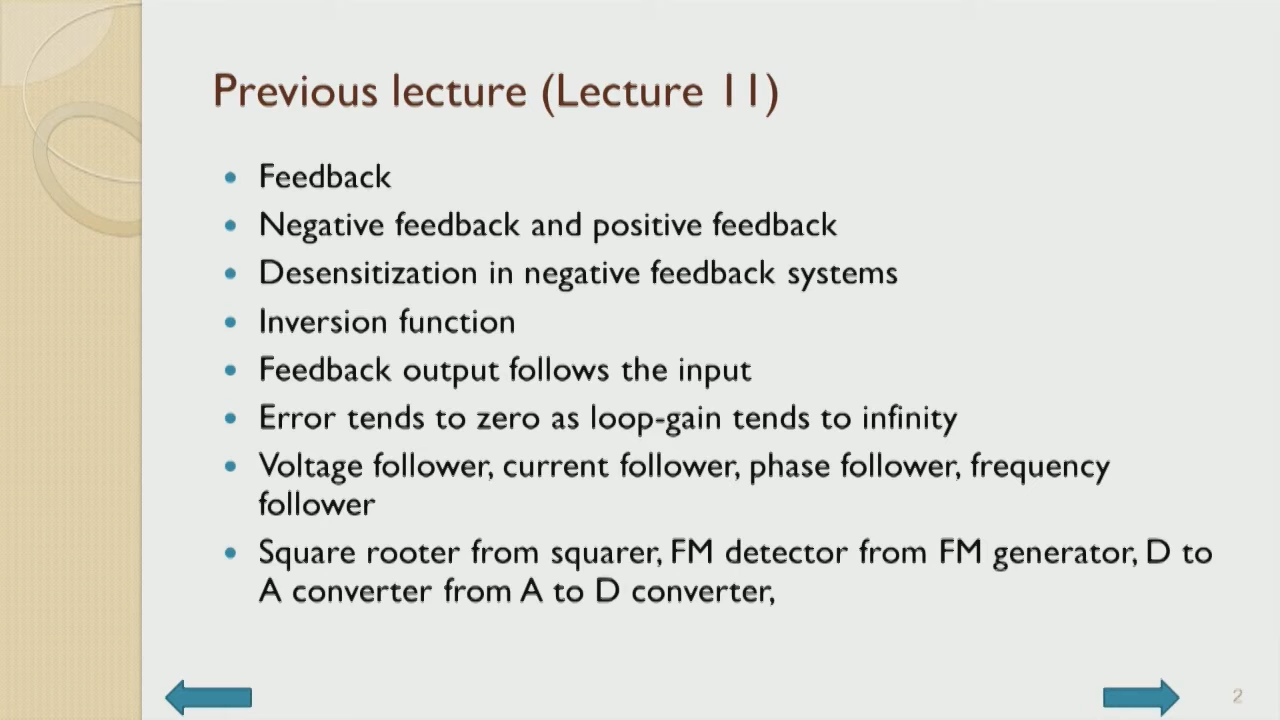 Previous lecture (Lecture 11)
• Feedback
• Negative feedback and positive feedback
• Desensitization in negative feedback systems
• Inversion function
• Feedback output follows the input
• Error tends to zero as loop-gain tends to infinity
• Voltage follower, current follower, phase follower, frequency
follower
• Square rooter from squarer, FM detector from FM generator, D to
A converter from A to D converter,
2